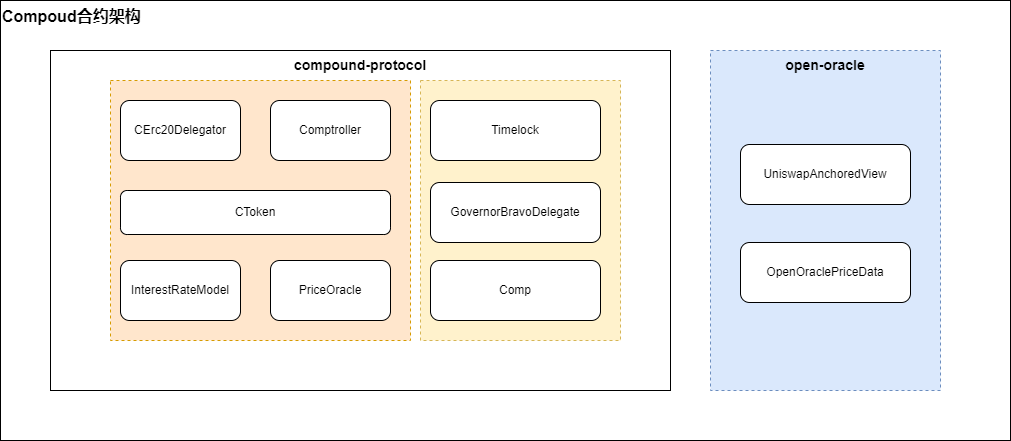 Compoud合约架构
compound-protocol
open-oracle
CErc20Delegator
Comptroller
Timelock
UniswapAnchoredView
CToken
GovernorBravoDelegate
OpenOraclePriceData
InterestRateModel
PriceOracle
Comp